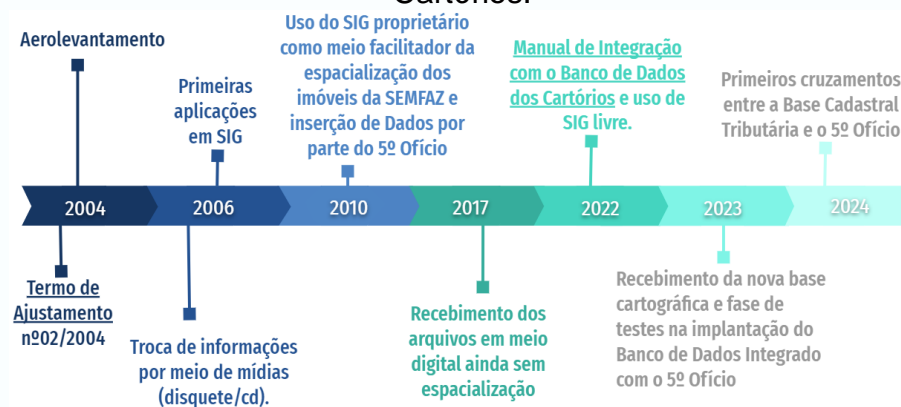 Cartórios.
Aerolevantamento
Primeiras
aplicações
em SIG
Uso do SIG proprietário
como meio facilitador da
espacialização dos
imóveis da SEMFAZ e
inserção de Dados por
parte do 5º Ofício
Manual de Integração
com o Banco de Dados
dos Cartórios e uso de
SIG livre.
Primeiros cruzamentos
entre a Base Cadastral
Tributária e o 5º Ofício
2004
2006
2010
2017
2022
2023
2024
Termo de
Ajustamento
nº02/2004
Troca de informações
por meio de mídias
(disquete/cd).
Recebimento dos
arquivos em meio
digital ainda sem
espacialização
Recebimento da nova base
cartográfica e fase de
testes na implantação do
Banco de Dados Integrado
com o 5º Ofício